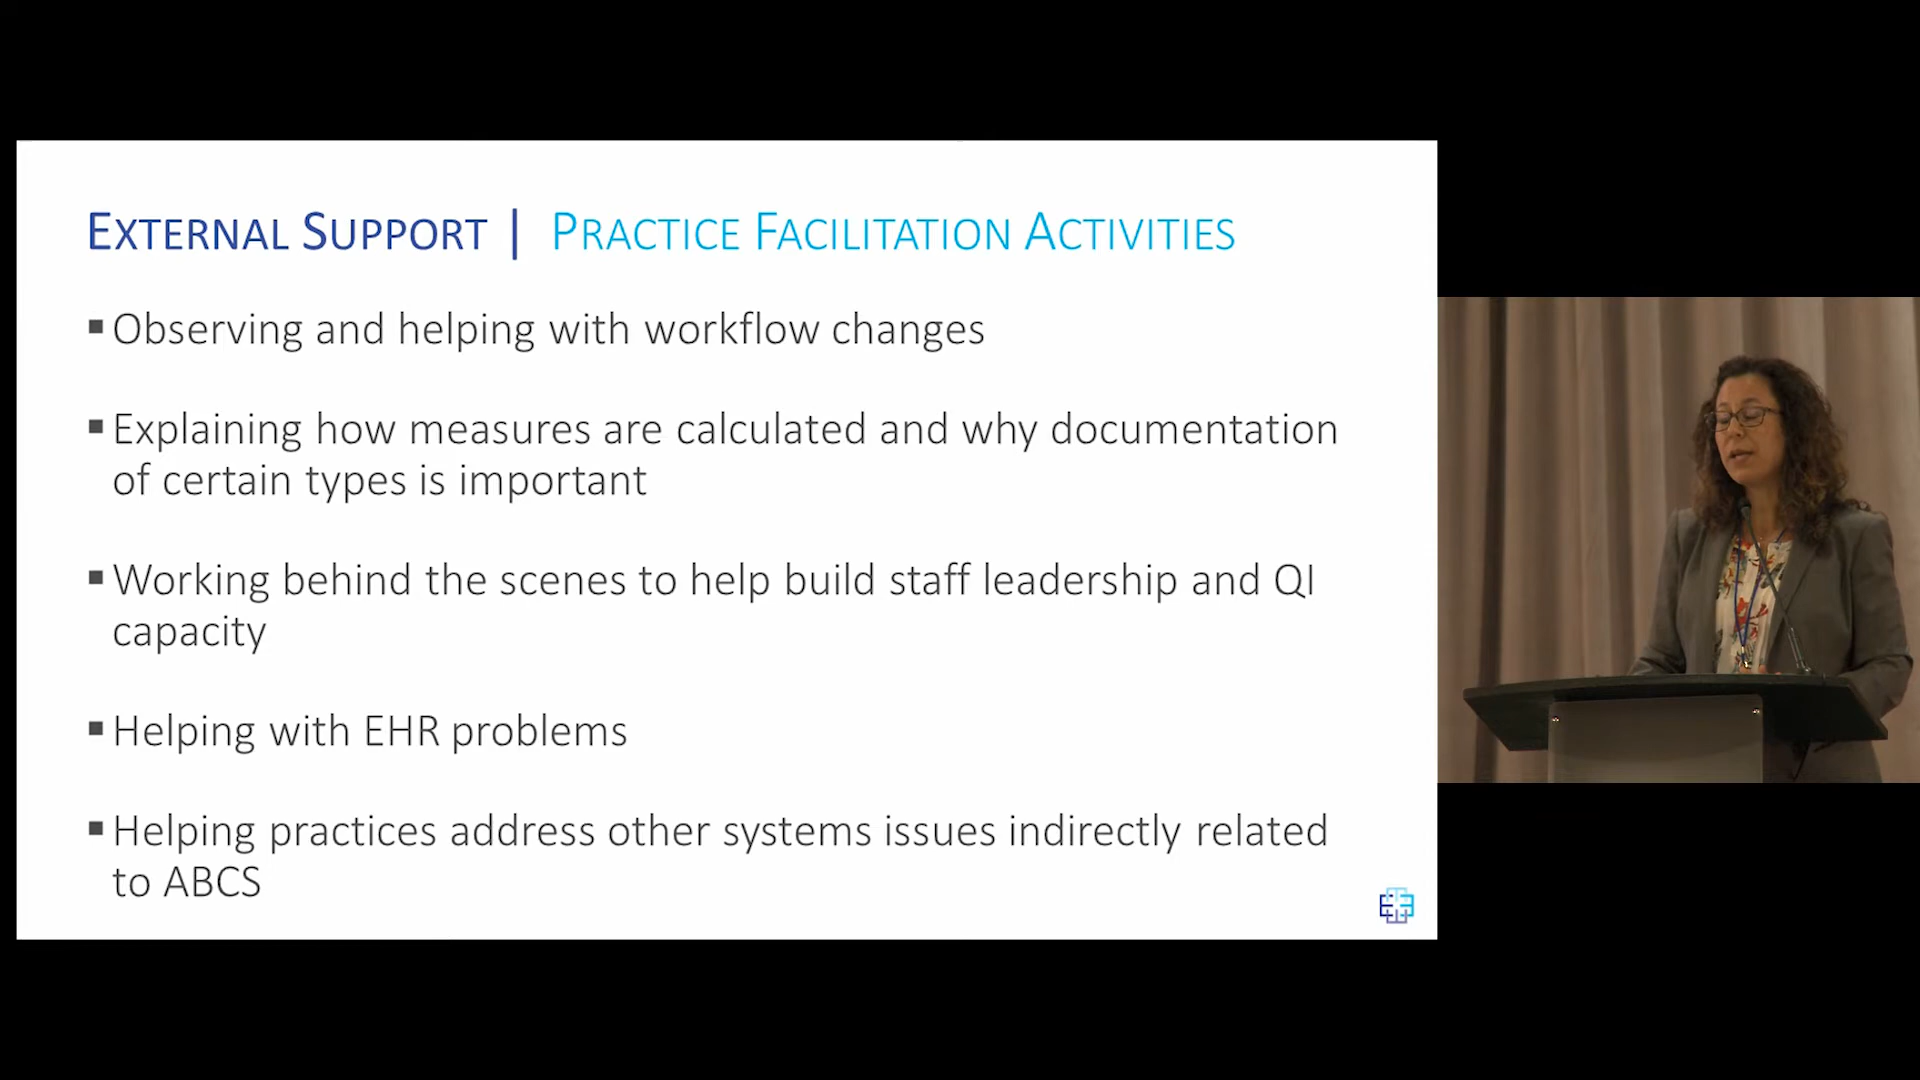 EXTERNAL SUPPORT | PRACTICE FACILITATION ACTIVITIES
▪ Observing and helping with workflow changes
▪ Explaining how measures are calculated and why documentation
of certain types is important
▪ Working behind the scenes to help build staff leadership and QI
capacity
▪ Helping with EHR problems
▪ Helping practices address other systems issues indirectly related
to ABCS